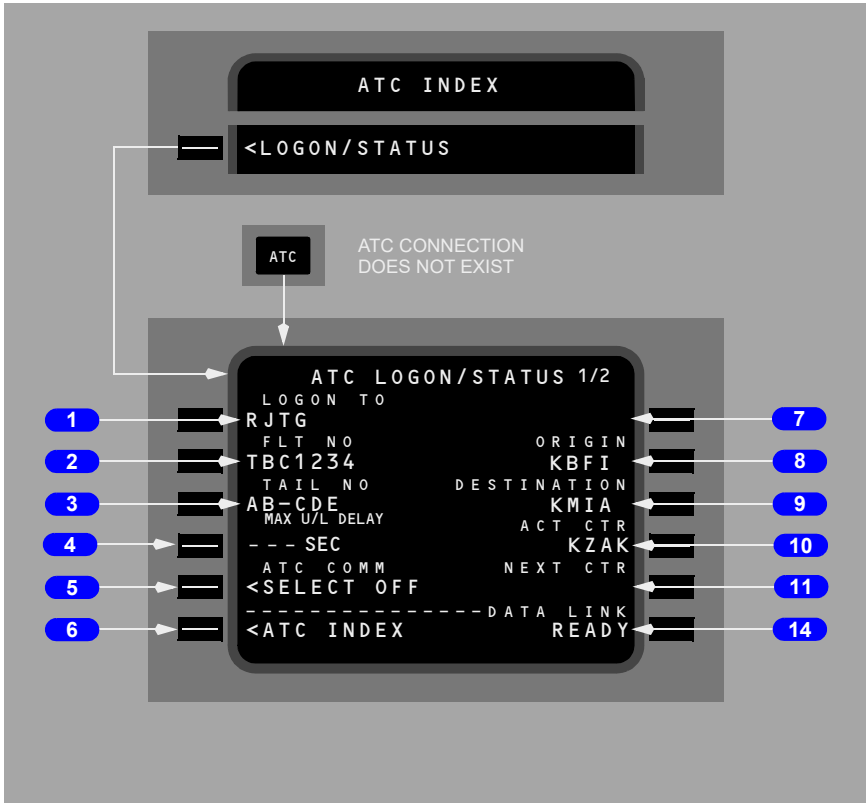 ATC INDEX
<LOGON/STATUS
ATC
ATC CONNECTION
DOES NOT EXIST
ATC LOGON/STATUS 1/2
LOGON TO
1 RJTG 7
FLT NO ORIGIN
2 TBC1234 KBFI 8
TAIL NO DESTINATION
3 AB-CDE KMIA 9
MAX U/L DELAY ACT CTR
4 --- SEC KZAK 10
ATC COMM NEXT CTR
5 <SELECT OFF 11
---------------DATA LINK
6 <ATC INDEX READY 14